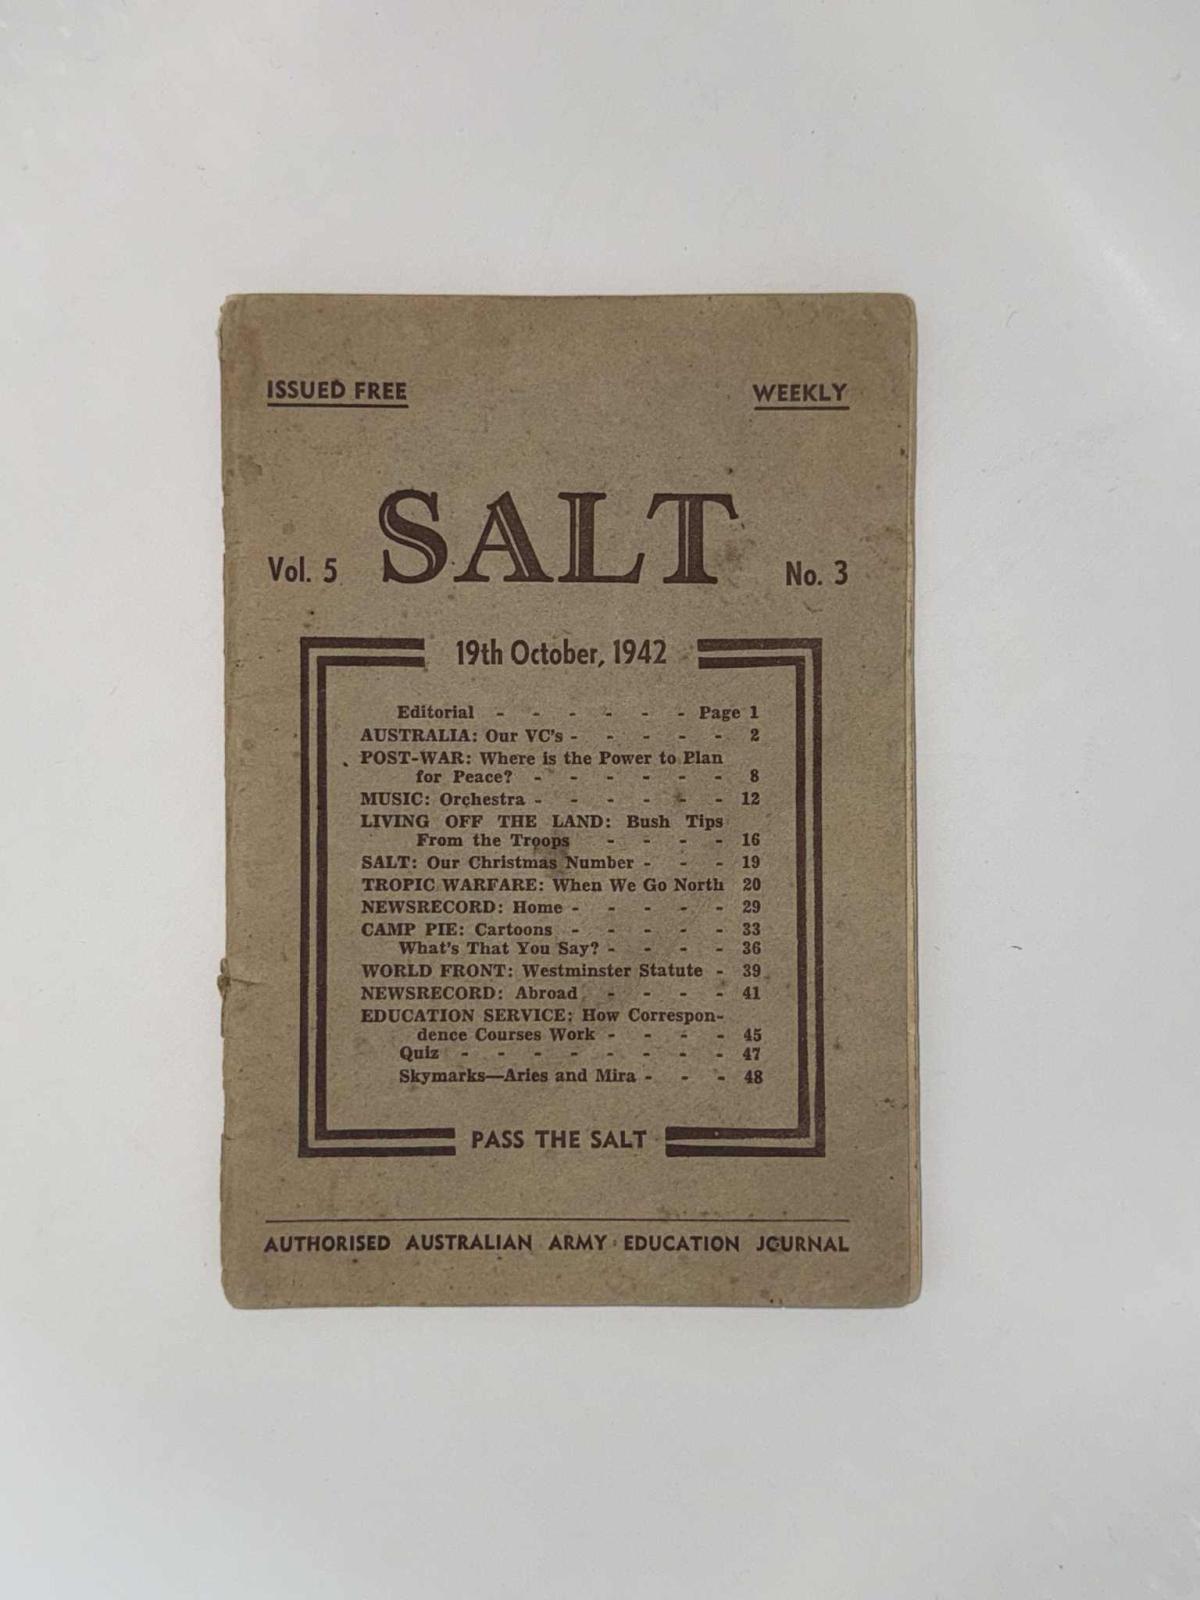 ISSUED FREE WEEKLY
SALT
Vol. 5 No. 3
19th October, 1942
Editorial - - - - - - Page 1
AUSTRALIA: Our VC's - - - - - 2
POST-WAR: Where is the Power to Plan
for Peace? - - - - - - 8
MUSIC: Orchestra - - - - - - 12
LIVING OFF THE LAND: Bush Tips
From the Troops - - - - 16
SALT: Our Christmas Number - - - 19
TROPIC WARFARE: When We Go North 20
NEWSRECORD: Home - - - - - 29
CAMP PIE: Cartoons - - - - - 33
What's That You Say? - - - - 36
WORLD FRONT: Westminster Statute - 39
NEWSRECORD: Abroad - - - - 41
EDUCATION SERVICE: How Correspon-
dence Courses Work - - - - 45
Quiz - - - - - - - - 47
Skymarks—Aries and Mira - - - 48
PASS THE SALT
AUTHORISED AUSTRALIAN ARMY EDUCATION JOURNAL